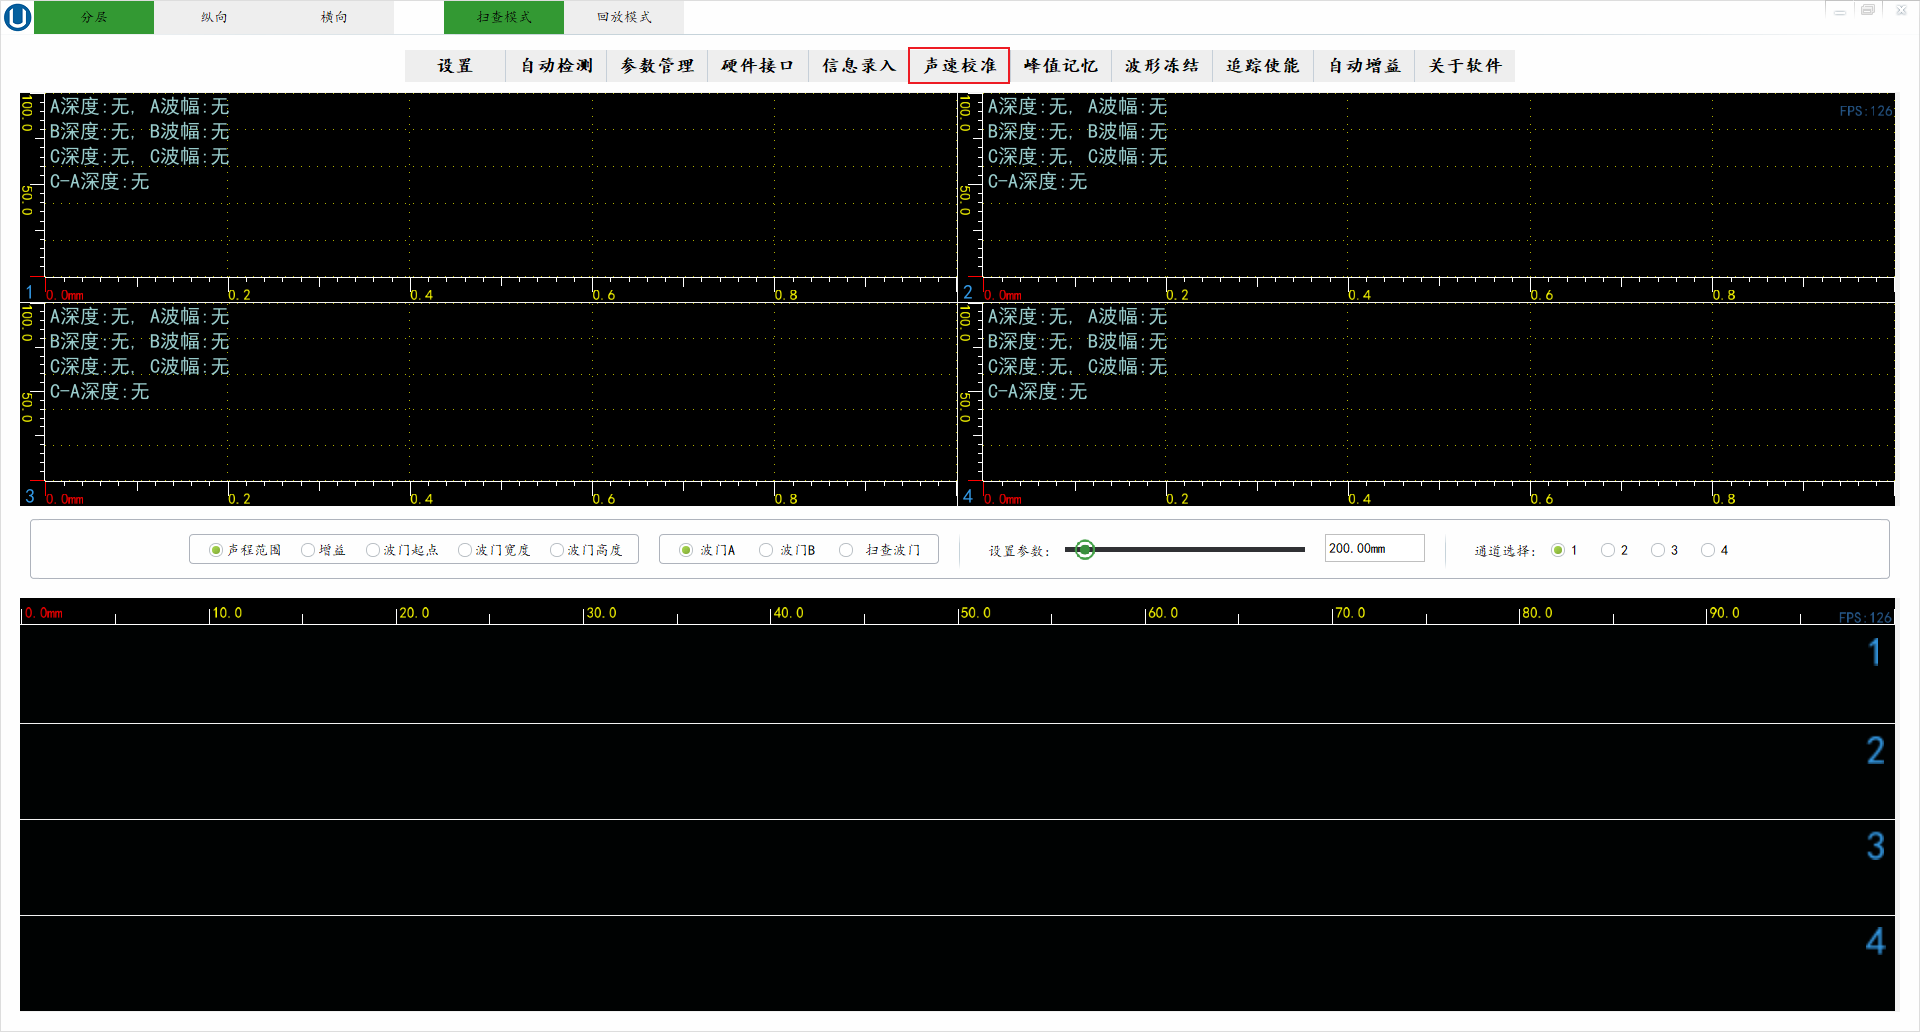 分层 纵向 横向 扫查模式 回放模式
设置 自动检测 参数管理 硬件接口 信息录入 声速校准 峰值记忆 波形冻结 追踪使能 自动增益 关于软件
100.0 A深度:无, A波幅:无
B深度:无, B波幅:无
C深度:无, C波幅:无
50.0 C-A深度:无
1 0.0mm 0.2 0.4 0.6 0.8
100.0 A深度:无, A波幅:无 FPS:126
B深度:无, B波幅:无
C深度:无, C波幅:无
50.0 C-A深度:无
2 0.0mm 0.2 0.4 0.6 0.8
100.0 A深度:无, A波幅:无
B深度:无, B波幅:无
C深度:无, C波幅:无
50.0 C-A深度:无
3 0.0mm 0.2 0.4 0.6 0.8
100.0 A深度:无, A波幅:无
B深度:无, B波幅:无
C深度:无, C波幅:无
50.0 C-A深度:无
4 0.0mm 0.2 0.4 0.6 0.8
声程范围 增益 波门起点 波门宽度 波门高度 波门A 波门B 扫查波门 设置参数: 200.00mm 通道选择: 1 2 3 4
0.0mm 10.0 20.0 30.0 40.0 50.0 60.0 70.0 80.0 90.0 FPS:126
1
2
3
4